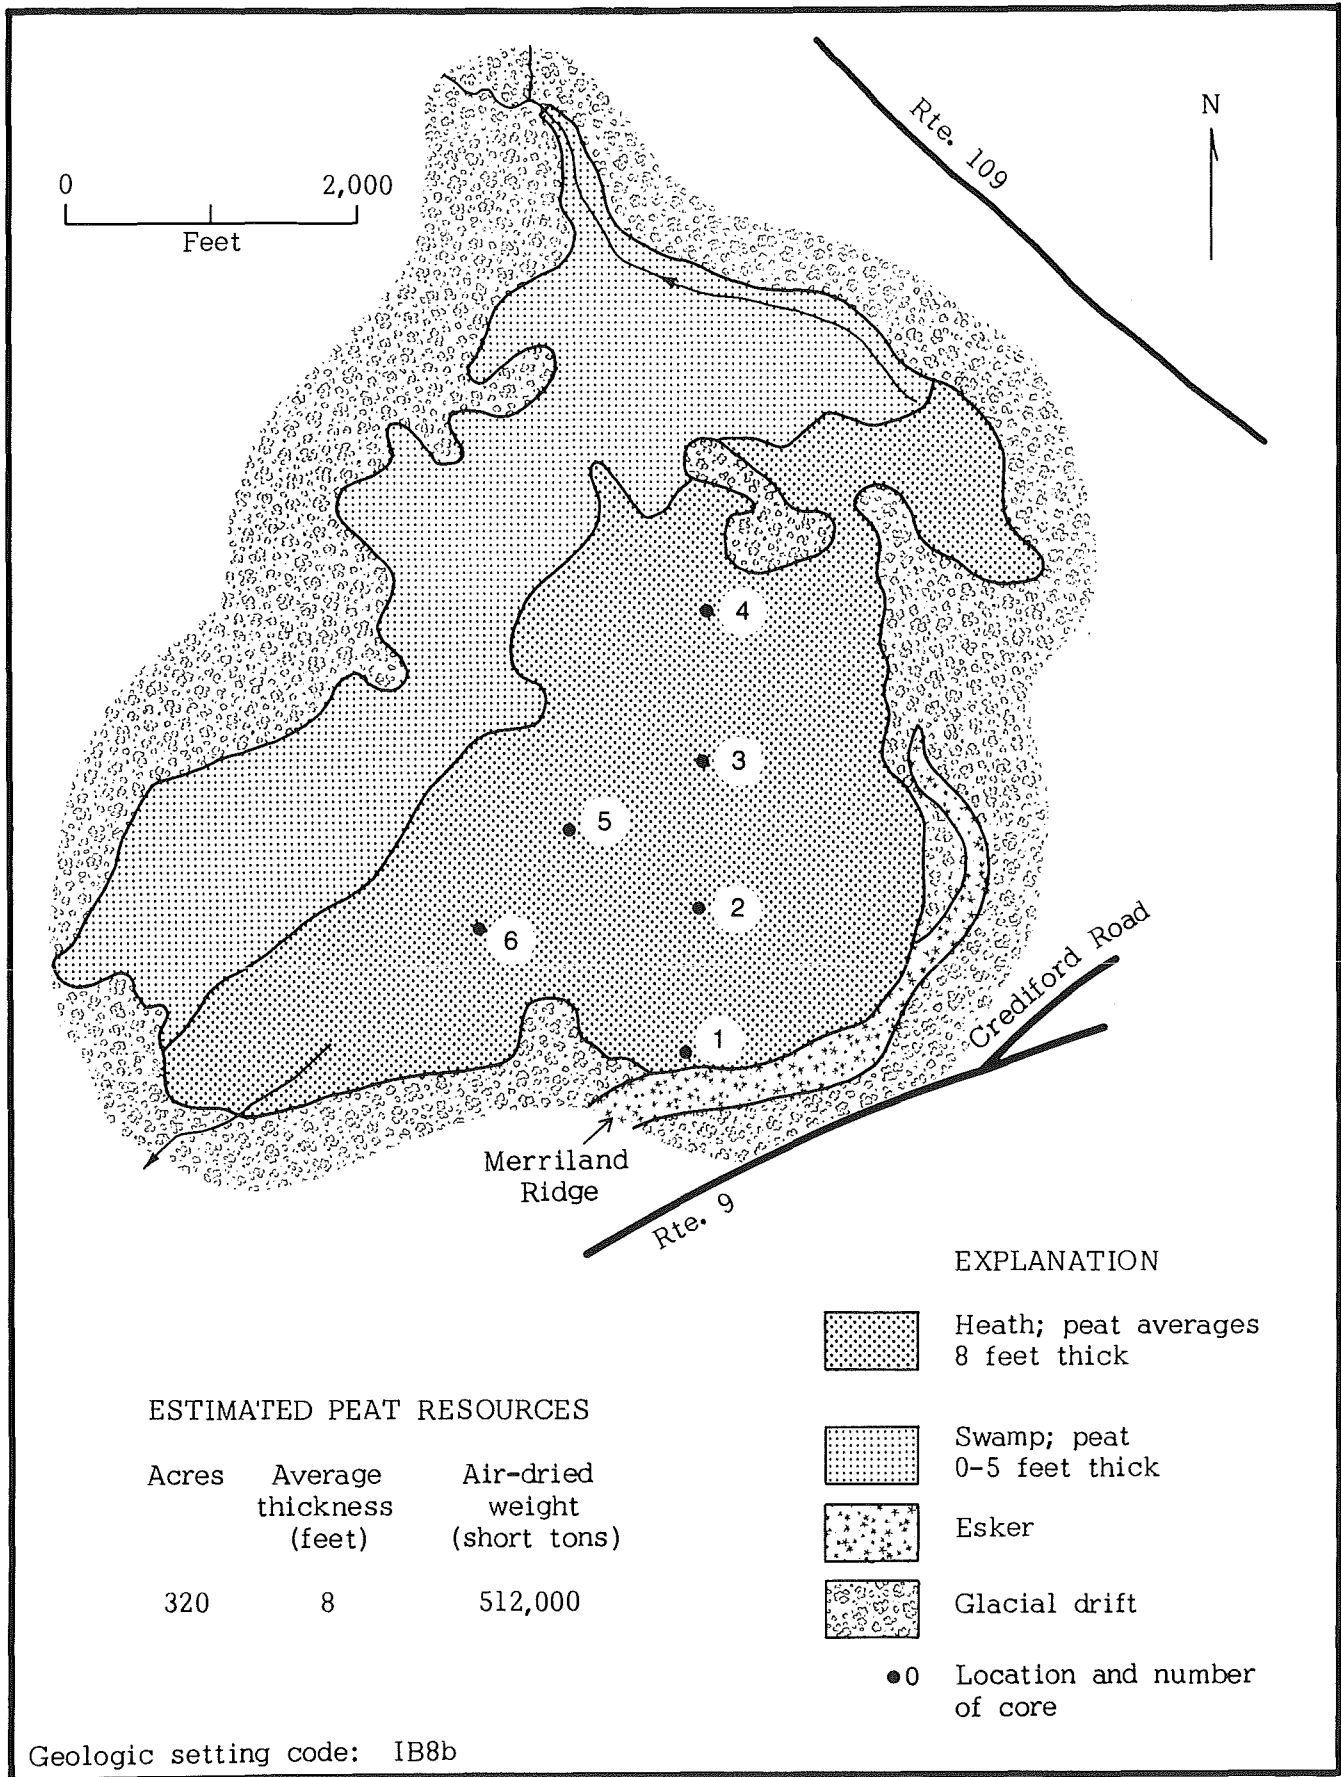 Rte. 109
N
0 2,000
Feet
4
3
5
2
6
1
Crediford Road
Merriland
Ridge
Rte. 9
EXPLANATION
Heath; peat averages
8 feet thick
Swamp; peat
0-5 feet thick
Esker
Glacial drift
0 Location and number
of core
ESTIMATED PEAT RESOURCES
Acres Average Air-dried
thickness weight
(feet) (short tons)
320 8 512,000
Geologic setting code: IB8b